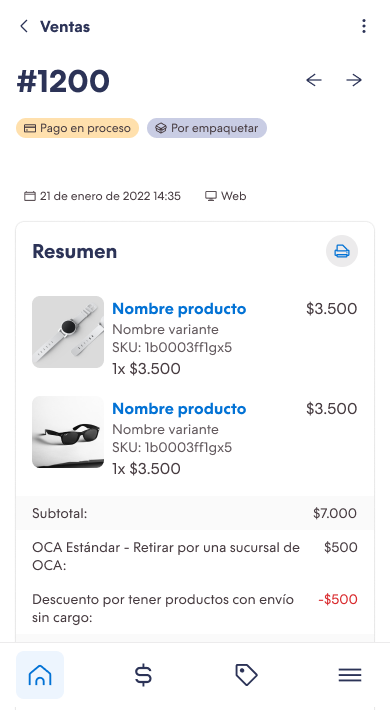 Ventas
#1200
Pago en proceso
Por empaquetar
21 de enero de 2022 14:35
Web
Resumen
Nombre producto $3.500
Nombre variante
SKU: 1b0003ff1gx5
1x $3.500
Nombre producto $3.500
Nombre variante
SKU: 1b0003ff1gx5
1x $3.500
Subtotal: $7.000
OCA Estándar - Retirar por una sucursal de $500
OCA:
Descuento por tener productos con envío -$500
sin cargo: